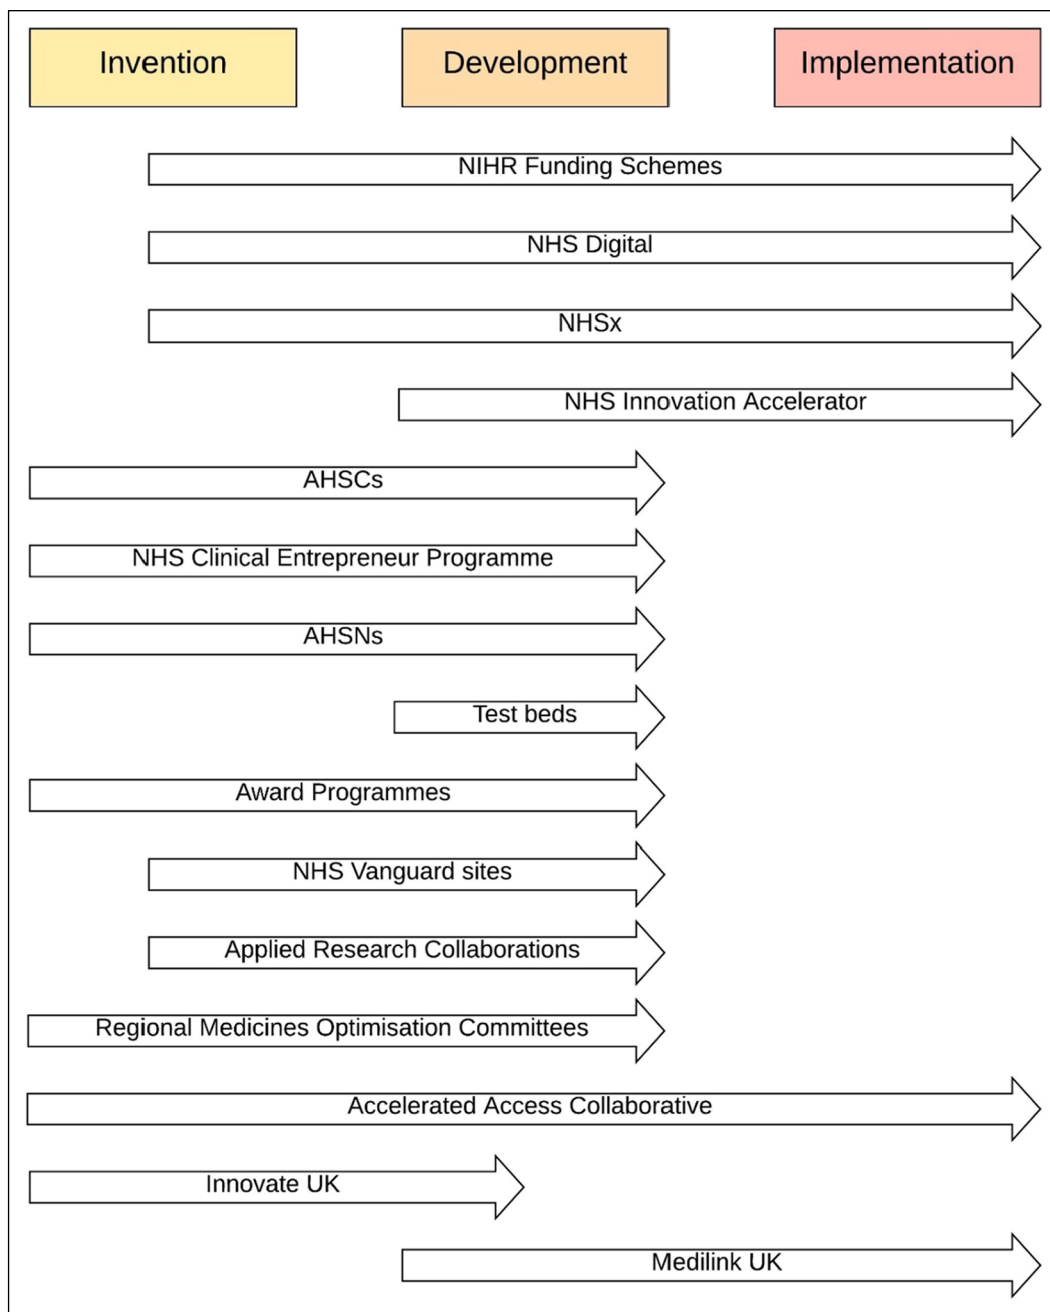 Invention
Development
Implementation
NIHR Funding Schemes
NHS Digital
NHSx
NHS Innovation Accelerator
AHSCs
NHS Clinical Entrepreneur Programme
AHSNs
Test beds
Award Programmes
NHS Vanguard sites
Applied Research Collaborations
Regional Medicines Optimisation Committees
Accelerated Access Collaborative
Innovate UK
Medilink UK